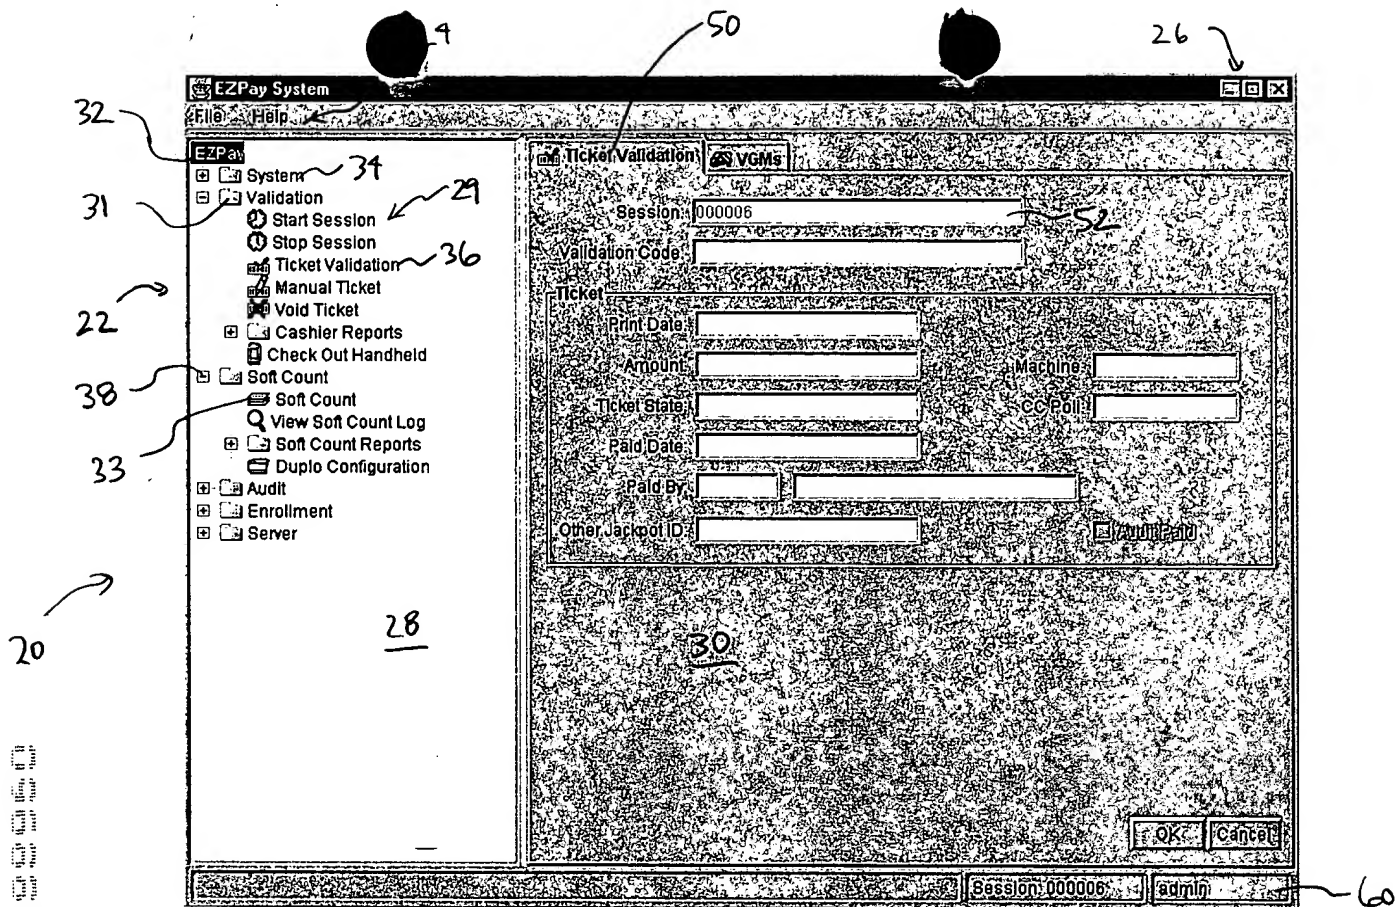 4
50
26
EZPay System
File Help
32
EZPay
System
34
31
Validation
Start Session
29
Stop Session
Ticket Validation
36
Manual Ticket
22
Void Ticket
Cashier Reports
Check Out Handheld
38
Soft Count
Soft Count
View Soft Count Log
33
Soft Count Reports
Duplo Configuration
Audit
Enrollment
Server
20
28
Ticket Validation VGMs
Session: 000006
52
Validation Code:
Ticket
Print Date:
Amount: Machine:
Ticket State: CC Poll:
Paid Date:
Paid By:
Other Jackpot ID: Audit Paid
30
OK Cancel
Session: 000006 admin
60